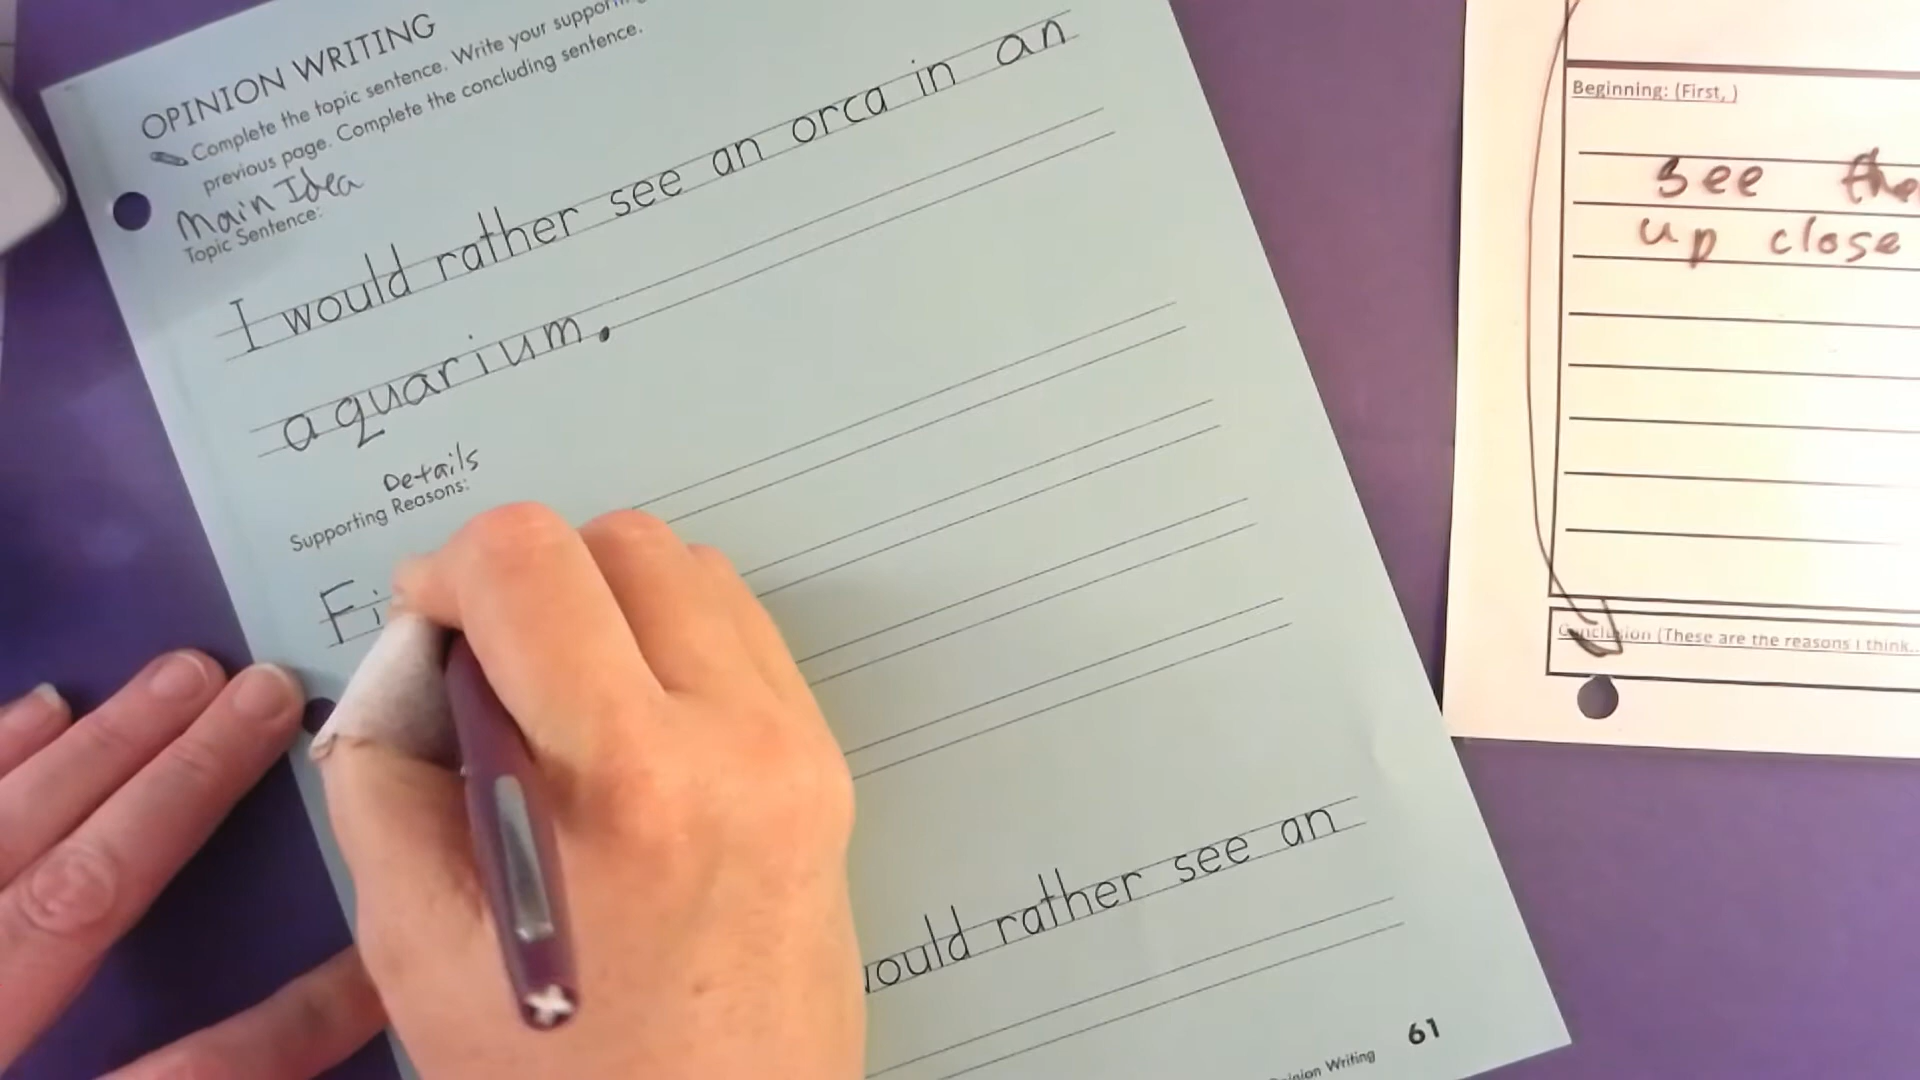 OPINION WRITING
Complete the topic sentence. Write your
previous page. Complete the concluding sentence.
Main Idea
Topic Sentence:
I would rather see an orca in an
aquarium.
Details
Supporting Reasons:
Fi
would rather see an
61
Opinion Writing
Beginning: (First, )
see the
up close
Conclusion (These are the reasons I think..